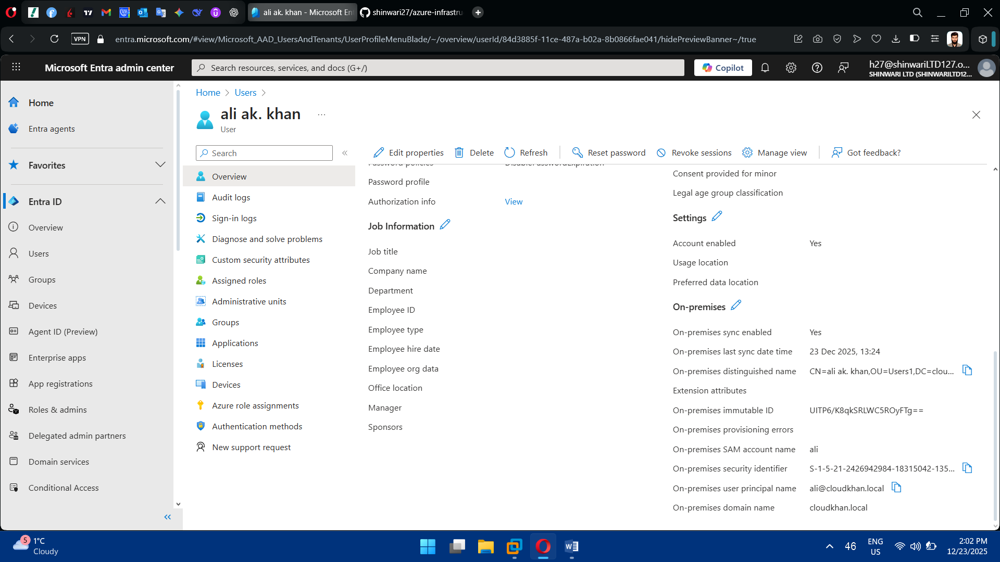 ali ak. khan - Microsoft En
shinwari27/azure-infrastru
VPN
entra.microsoft.com/#view/Microsoft_AAD_UsersAndTenants/UserProfileMenuBlade/~/overview/userId/84d3885f-11ce-487a-b02a-8b0866fae041/hidePreviewBanner~/true
Microsoft Entra admin center
Search resources, services, and docs (G+/)
Copilot
h27@shinwariLTD127.o...
SHINWARI LTD (SHINWARILTD12...
Home
Entra agents
Favorites
Entra ID
Overview
Users
Groups
Devices
Agent ID (Preview)
Enterprise apps
App registrations
Roles & admins
Delegated admin partners
Domain services
Conditional Access
Home
Users
ali ak. khan
User
Search
Overview
Audit logs
Sign-in logs
Diagnose and solve problems
Custom security attributes
Assigned roles
Administrative units
Groups
Applications
Licenses
Devices
Azure role assignments
Authentication methods
New support request
Edit properties
Delete
Refresh
Reset password
Revoke sessions
Manage view
Got feedback?
Password policies DisablePasswordExpiration
Password profile
Authorization info View
Job Information
Job title
Company name
Department
Employee ID
Employee type
Employee hire date
Employee org data
Office location
Manager
Sponsors
Consent provided for minor
Legal age group classification
Settings
Account enabled Yes
Usage location
Preferred data location
On-premises
On-premises sync enabled Yes
On-premises last sync date time 23 Dec 2025, 13:24
On-premises distinguished name CN=ali ak. khan,OU=Users1,DC=clou...
Extension attributes
On-premises immutable ID UITP6/K8qkSRLWC5ROyFTg==
On-premises provisioning errors
On-premises SAM account name ali
On-premises security identifier S-1-5-21-2426942984-18315042-135...
On-premises user principal name ali@cloudkhan.local
On-premises domain name cloudkhan.local
5
1°C
Cloudy
46
ENG
US
2:02 PM
12/23/2025